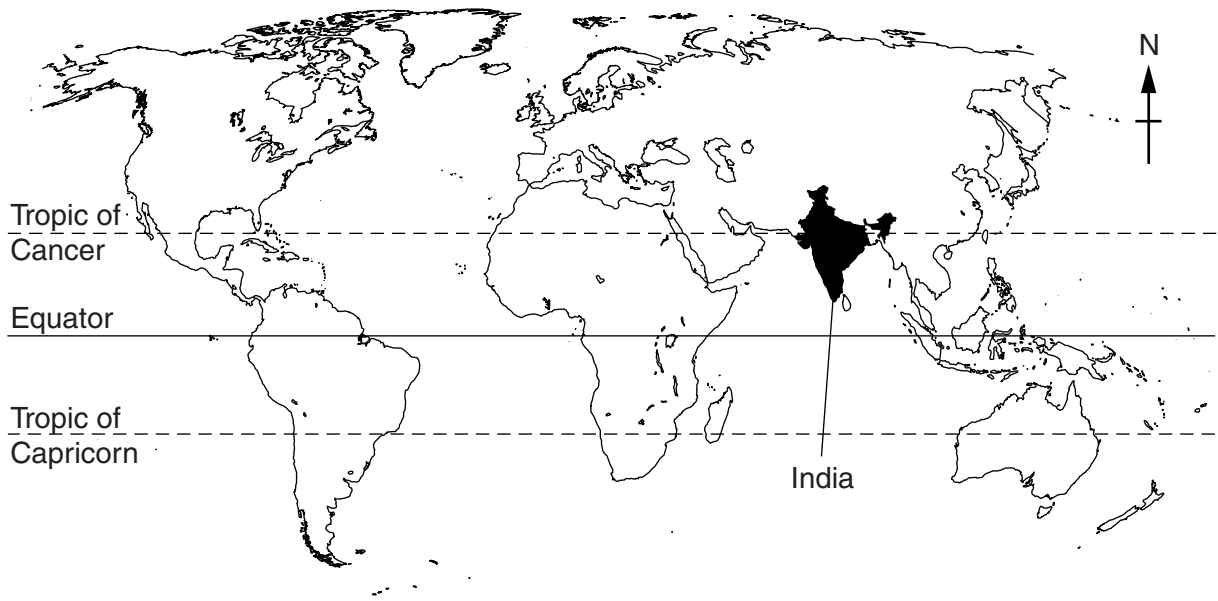 N
Tropic of
Cancer
Equator
Tropic of
Capricorn
India